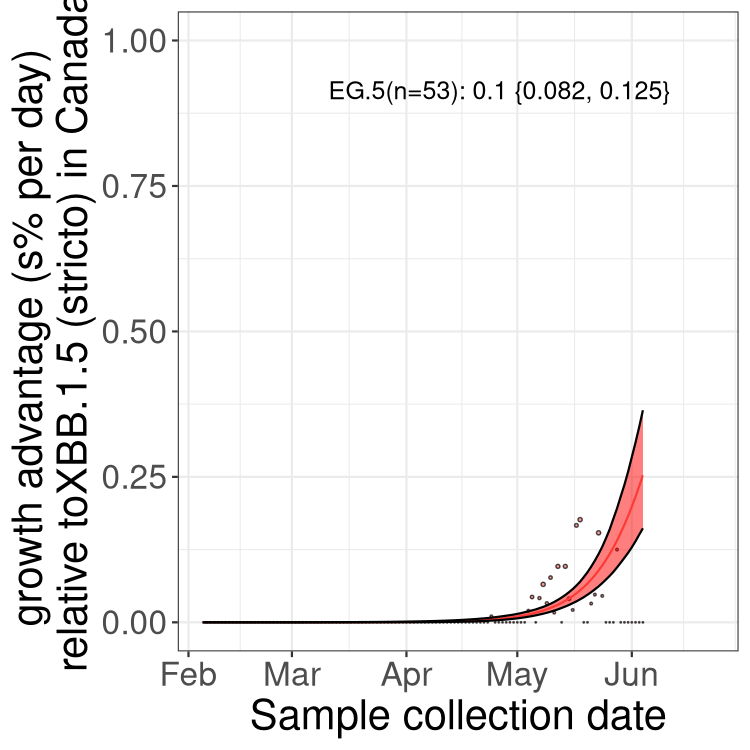 growth advantage (s% per day)
relative toXBB.1.5 (stricto) in Canada
1.00
0.75
0.50
0.25
0.00
EG.5(n=53): 0.1 {0.082, 0.125}
Feb Mar Apr May Jun
Sample collection date